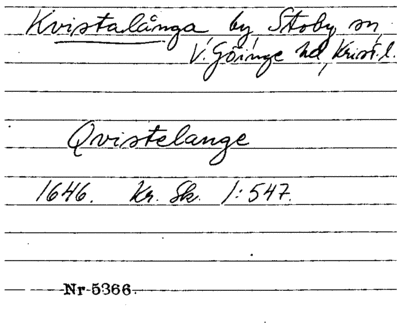 Kvistalånga by, Stoby sn,
V. Göinge hd, Krist. l.
Qvistelange
1646. Kr. Sk. 1:547.
Nr 5366.